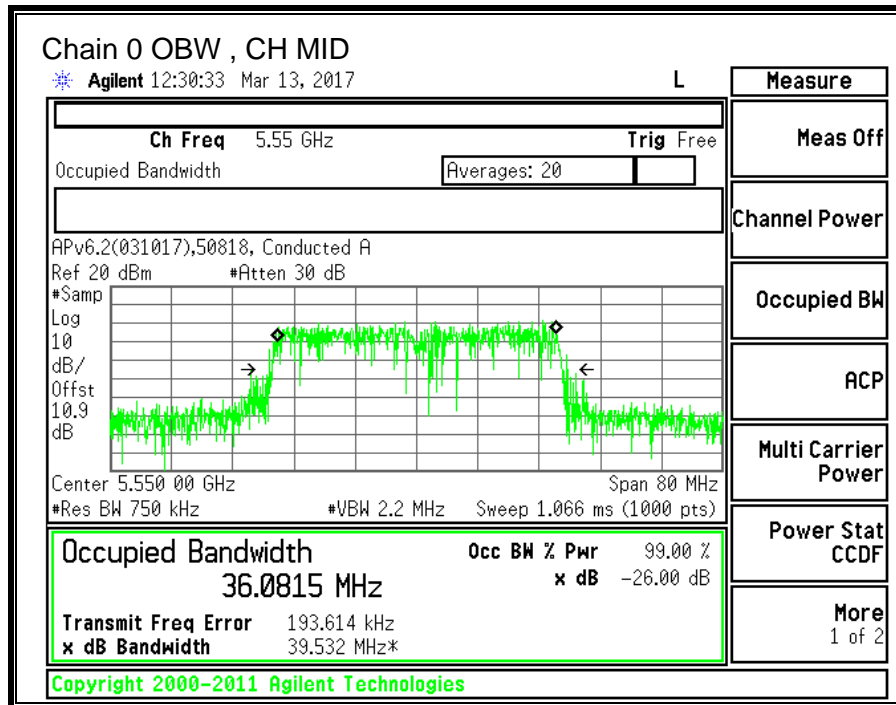 Chain 0 OBW , CH MID
Agilent 12:30:33 Mar 13, 2017 L
Measure
Ch Freq 5.55 GHz Trig Free
Occupied Bandwidth Averages: 20
APv6.2(031017),50818, Conducted A
Ref 20 dBm #Atten 30 dB
#Samp
Log
10
dB/
Offst
10.9
dB
Center 5.550 00 GHz Span 80 MHz
#Res BW 750 kHz #VBW 2.2 MHz Sweep 1.066 ms (1000 pts)
Occupied Bandwidth Occ BW % Pwr 99.00 %
36.0815 MHz x dB -26.00 dB
Transmit Freq Error 193.614 kHz
x dB Bandwidth 39.532 MHz*
Meas Off
Channel Power
Occupied BW
ACP
Multi Carrier
Power
Power Stat
CCDF
More
1 of 2
Copyright 2000-2011 Agilent Technologies